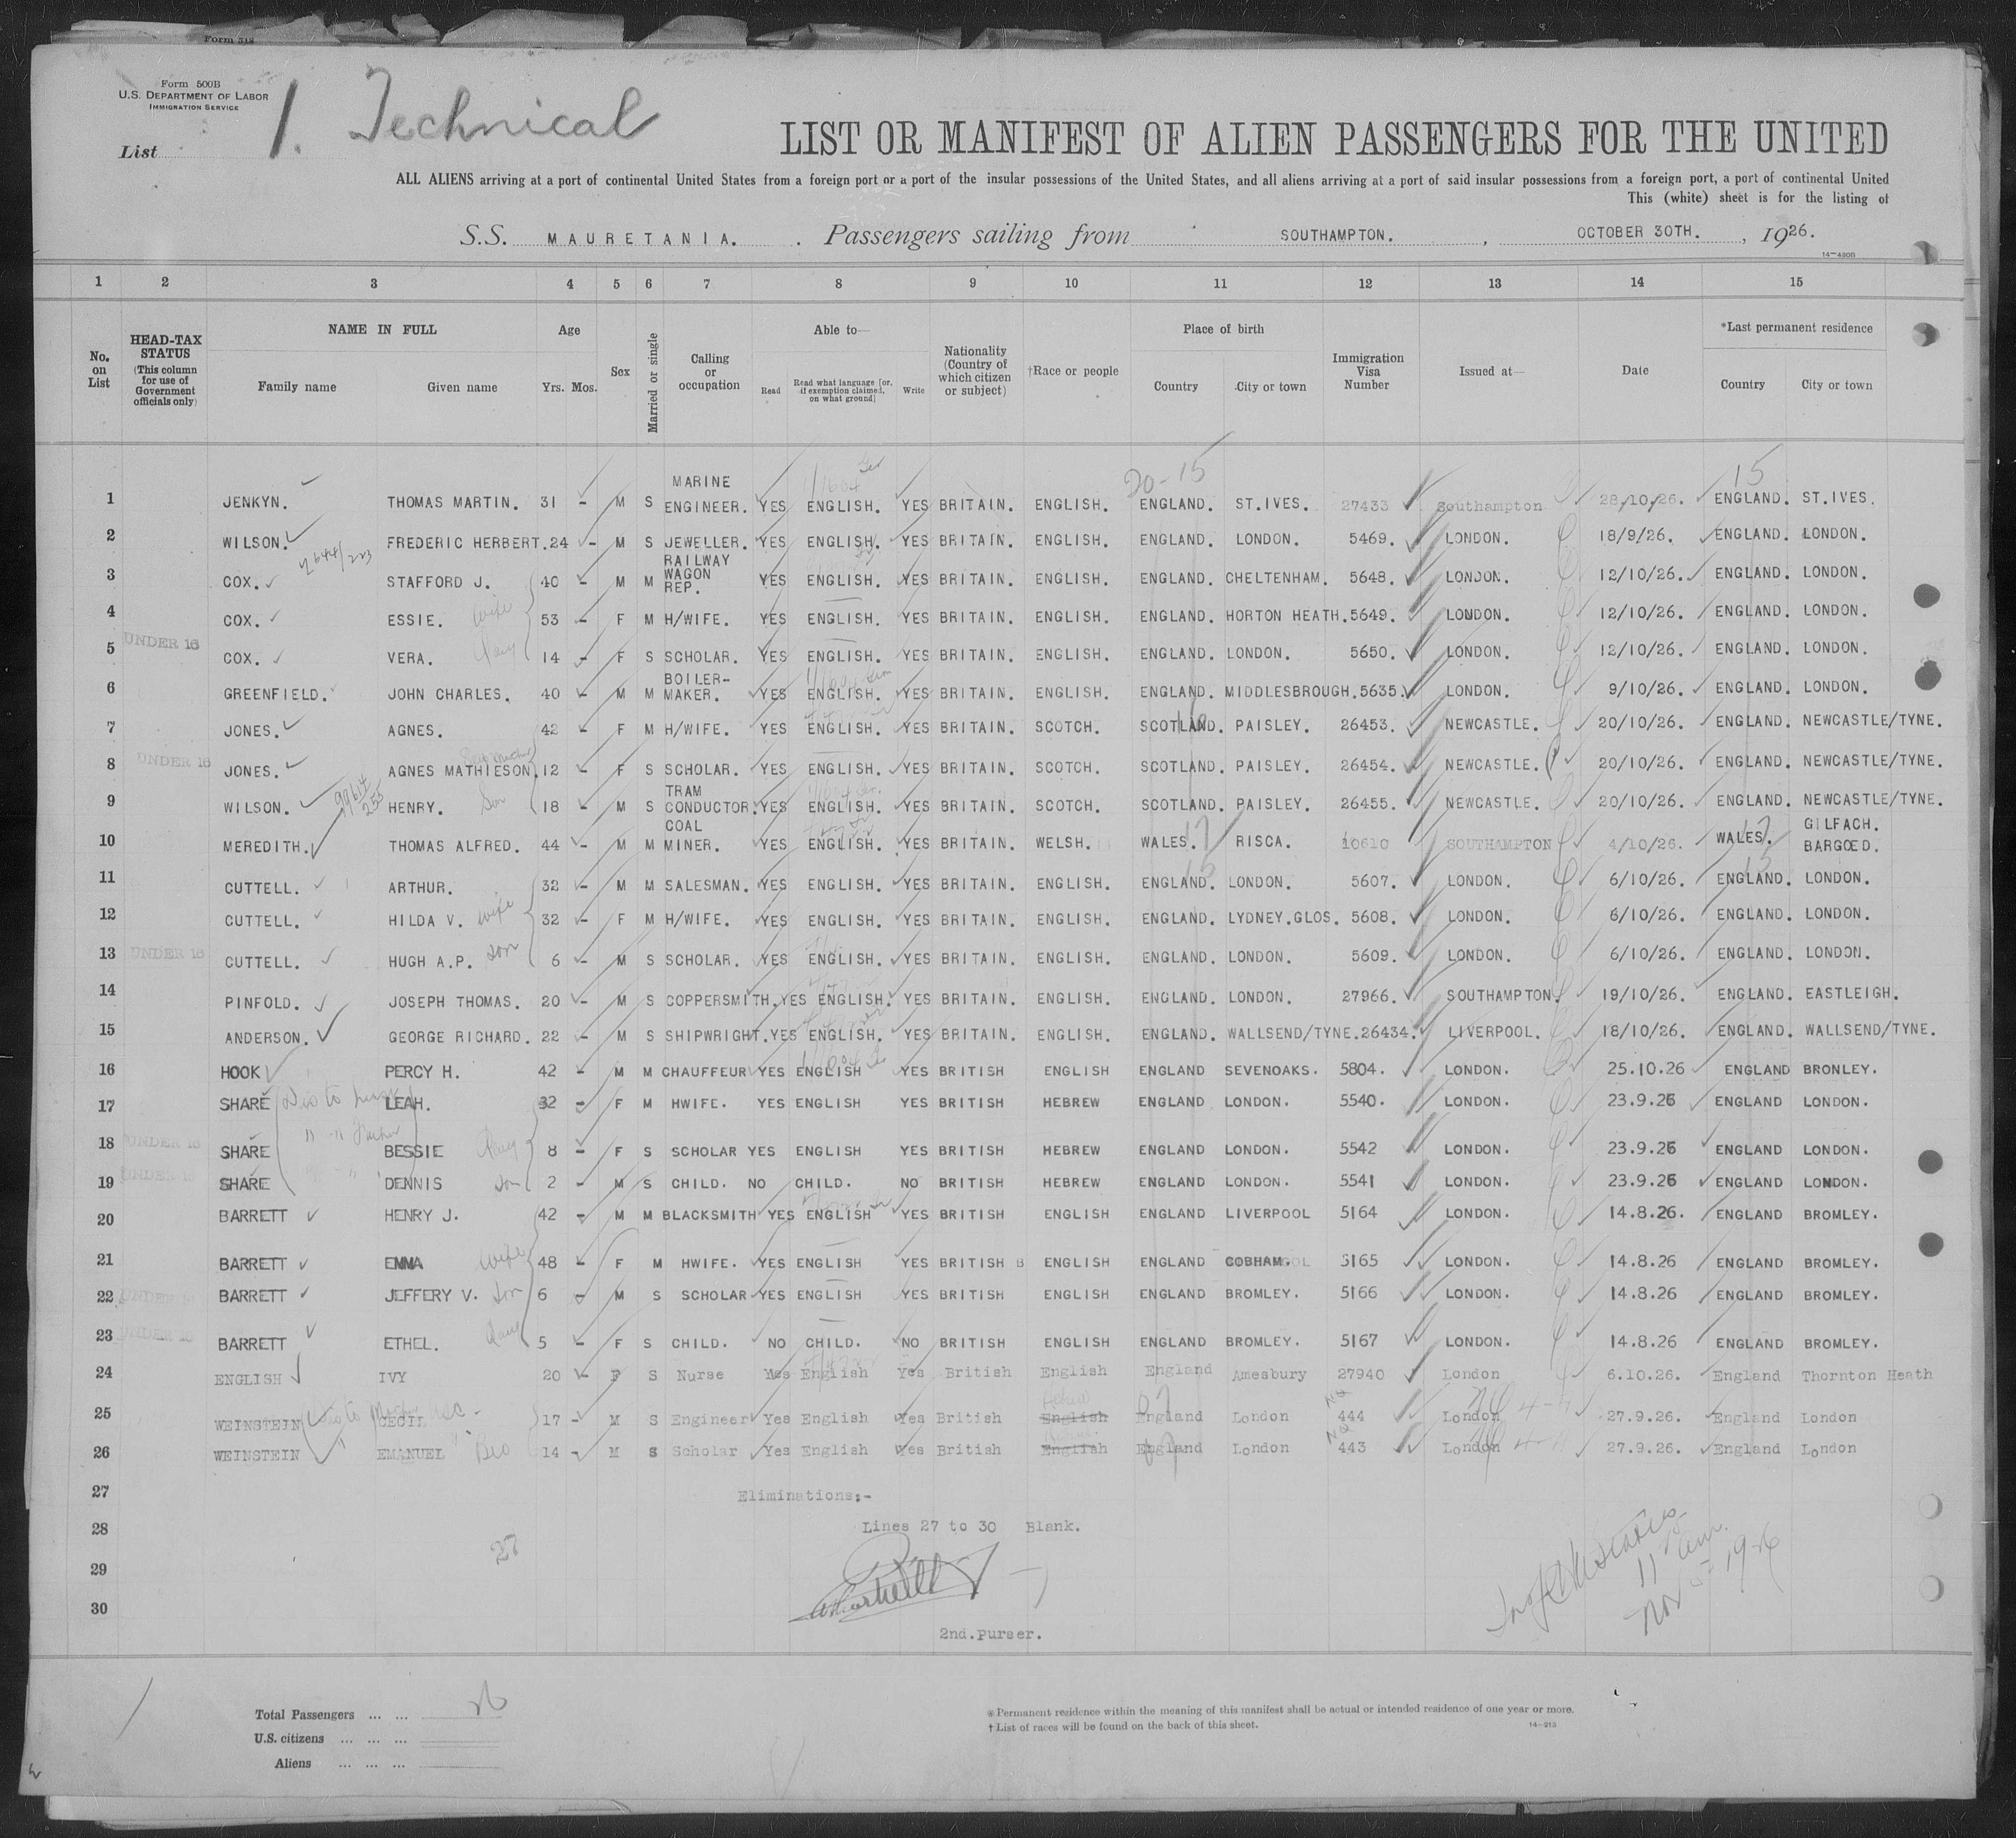 Form 500B
U.S. DEPARTMENT OF LABOR
IMMIGRATION SERVICE
List 1. Technical
LIST OR MANIFEST OF ALIEN PASSENGERS FOR THE UNITED
ALL ALIENS arriving at a port of continental United States from a foreign port or a port of the insular possessions of the United States, and all aliens arriving at a port of said insular possessions from a foreign port, a port of continental United
This (white) sheet is for the listing of
S.S. MAURETANIA. Passengers sailing from SOUTHAMPTON. , OCTOBER 30TH. , 1926.
1 2 3 4 5 6 7 8 9 10 11 12 13 14 15
No. on List HEAD-TAX STATUS (This column for use of Government officials only) NAME IN FULL Family name Given name Age Yrs. Mos. Sex Married or single Calling or occupation Able to— Read Read what language [or, if exemption claimed, on what ground] Write Nationality (Country of which citizen or subject) †Race or people Place of birth Country City or town Immigration Visa Number Issued at— Date *Last permanent residence Country City or town
20-15 15
1 JENKYN. THOMAS MARTIN. 31 - M S MARINE ENGINEER. YES ENGLISH. YES BRITAIN. ENGLISH. ENGLAND. ST.IVES. 27433 Southampton 28/10/26. ENGLAND. ST.IVES.
2 WILSON. FREDERIC HERBERT. 24 - M S JEWELLER. YES ENGLISH. YES BRITAIN. ENGLISH. ENGLAND. LONDON. 5469. LONDON. 18/9/26. ENGLAND. LONDON.
3 COX. STAFFORD J. 40 - M M RAILWAY WAGON REP. YES ENGLISH. YES BRITAIN. ENGLISH. ENGLAND. CHELTENHAM. 5648. LONDON. 12/10/26. ENGLAND. LONDON.
4 COX. ESSIE. wife 53 - F M H/WIFE. YES ENGLISH. YES BRITAIN. ENGLISH. ENGLAND. HORTON HEATH. 5649. LONDON. 12/10/26. ENGLAND. LONDON.
5 UNDER 16 COX. VERA. 14 - F S SCHOLAR. YES ENGLISH. YES BRITAIN. ENGLISH. ENGLAND. LONDON. 5650. LONDON. 12/10/26. ENGLAND. LONDON.
6 GREENFIELD. JOHN CHARLES. 40 - M M BOILER-MAKER. YES ENGLISH. YES BRITAIN. ENGLISH. ENGLAND. MIDDLESBROUGH. 5635. LONDON. 9/10/26. ENGLAND. LONDON.
7 JONES. AGNES. 42 - F M H/WIFE. YES ENGLISH. YES BRITAIN. SCOTCH. SCOTLAND. PAISLEY. 26453. NEWCASTLE. 20/10/26. ENGLAND. NEWCASTLE/TYNE.
8 UNDER 16 JONES. AGNES MATHIESON. 12 - F S SCHOLAR. YES ENGLISH. YES BRITAIN. SCOTCH. SCOTLAND. PAISLEY. 26454. NEWCASTLE. 20/10/26. ENGLAND. NEWCASTLE/TYNE.
9 WILSON. HENRY. Son 18 - M S TRAM CONDUCTOR. YES ENGLISH. YES BRITAIN. SCOTCH. SCOTLAND. PAISLEY. 26455. NEWCASTLE. 20/10/26. ENGLAND. NEWCASTLE/TYNE.
10 MEREDITH. THOMAS ALFRED. 44 - M M COAL MINER. YES ENGLISH. YES BRITAIN. WELSH. WALES. 17 RISCA. 10610 SOUTHAMPTON 4/10/26. WALES. 17 GILFACH. BARGOED.
11 CUTTELL. ARTHUR. 32 - M M SALESMAN. YES ENGLISH. YES BRITAIN. ENGLISH. ENGLAND. 15 LONDON. 5607. LONDON. 6/10/26. ENGLAND. 15 LONDON.
12 CUTTELL. HILDA V. wife 32 - F M H/WIFE. YES ENGLISH. YES BRITAIN. ENGLISH. ENGLAND. LYDNEY.GLOS. 5608. LONDON. 6/10/26. ENGLAND. LONDON.
13 UNDER 16 CUTTELL. HUGH A.P. son 6 - M S SCHOLAR. YES ENGLISH. YES BRITAIN. ENGLISH. ENGLAND. LONDON. 5609. LONDON. 6/10/26. ENGLAND. LONDON.
14 PINFOLD. JOSEPH THOMAS. 20 - M S COPPERSMITH. YES ENGLISH. YES BRITAIN. ENGLISH. ENGLAND. LONDON. 27966. SOUTHAMPTON. 19/10/26. ENGLAND. EASTLEIGH.
15 ANDERSON. GEORGE RICHARD. 22 - M S SHIPWRIGHT. YES ENGLISH. YES BRITAIN. ENGLISH. ENGLAND. WALLSEND/TYNE. 26434. LIVERPOOL. 18/10/26. ENGLAND. WALLSEND/TYNE.
16 HOOK PERCY H. 42 - M M CHAUFFEUR YES ENGLISH YES BRITISH ENGLISH ENGLAND SEVENOAKS. 5804. LONDON. 25.10.26 ENGLAND BRONLEY.
17 SHARE LEAH. 32 - F M HWIFE. YES ENGLISH YES BRITISH HEBREW ENGLAND LONDON. 5540. LONDON. 23.9.26 ENGLAND LONDON.
18 UNDER 16 SHARE BESSIE 8 - F S SCHOLAR YES ENGLISH YES BRITISH HEBREW ENGLAND LONDON. 5542 LONDON. 23.9.26 ENGLAND LONDON.
19 UNDER 16 SHARE DENNIS son 2 - M S CHILD. NO CHILD. NO BRITISH HEBREW ENGLAND LONDON. 5541 LONDON. 23.9.26 ENGLAND LONDON.
20 BARRETT HENRY J. 42 - M M BLACKSMITH YES ENGLISH YES BRITISH ENGLISH ENGLAND LIVERPOOL 5164 LONDON. 14.8.26. ENGLAND BROMLEY.
21 BARRETT EMMA wife 48 - F M HWIFE. YES ENGLISH YES BRITISH ENGLISH ENGLAND COBHAM. 5165 LONDON. 14.8.26 ENGLAND BROMLEY.
22 UNDER 16 BARRETT JEFFERY V. Son 6 - M S SCHOLAR YES ENGLISH YES BRITISH ENGLISH ENGLAND BROMLEY. 5166 LONDON. 14.8.26 ENGLAND BROMLEY.
23 UNDER 16 BARRETT ETHEL. 5 - F S CHILD. NO CHILD. NO BRITISH ENGLISH ENGLAND BROMLEY. 5167 LONDON. 14.8.26 ENGLAND BROMLEY.
24 ENGLISH IVY 20 - F S Nurse Yes English Yes British English England Amesbury 27940 London 6.10.26. England Thornton Heath
25 WEINSTEIN CECIL 17 - M S Engineer Yes English Yes British English England London NQ 444 London 27.9.26. England London
26 WEINSTEIN EMANUEL Bro 14 - M S Scholar Yes English Yes British English England London NQ 443 London 27.9.26. England London
27 Eliminations:-
28 Lines 27 to 30 Blank.
29
30
2nd.purser.
27
Nov 5 1926
Total Passengers ... ... 26
U.S. citizens ... ... ...
Aliens ... ... ...
* Permanent residence within the meaning of this manifest shall be actual or intended residence of one year or more.
† List of races will be found on the back of this sheet. 14-213